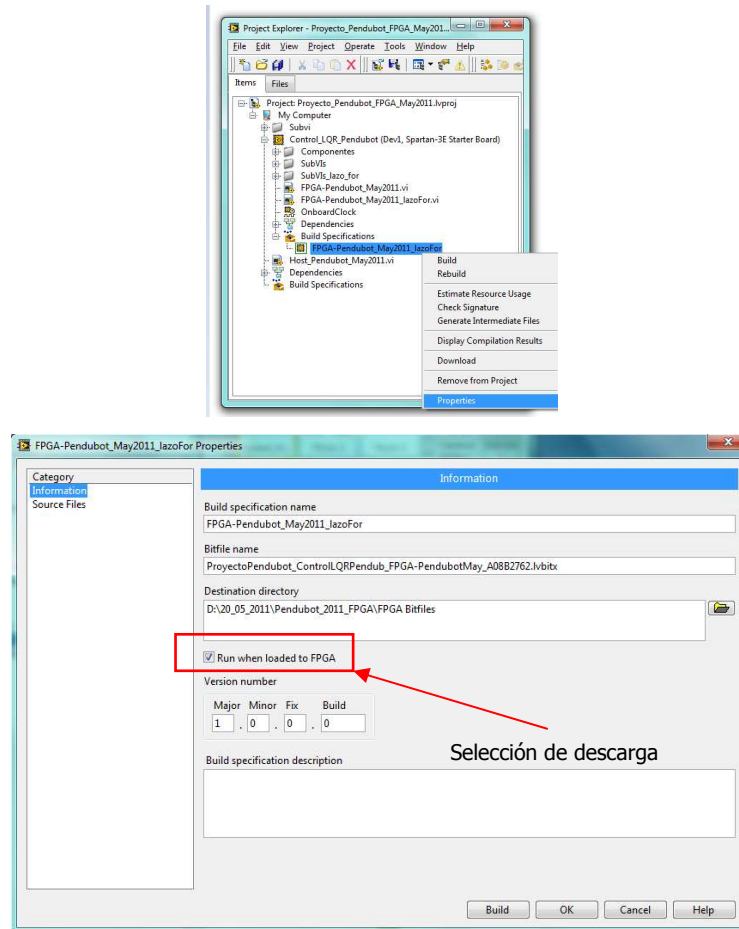 Project Explorer - Proyecto_Pendubot_FPGA_May201...
File Edit View Project Operate Tools Window Help
Items Files
Project: Proyecto_Pendubot_FPGA_May2011.lvproj
My Computer
Subvi
Control_LQR_Pendubot (Dev1, Spartan-3E Starter Board)
Componentes
SubVIs
SubVIs_lazo_for
FPGA-Pendubot_May2011.vi
FPGA-Pendubot_May2011_lazoFor.vi
OnboardClock
Dependencies
Build Specifications
FPGA-Pendubot_May2011_lazoFor
Host_Pendubot_May2011.vi
Dependencies
Build Specifications
Build
Rebuild
Estimate Resource Usage
Check Signature
Generate Intermediate Files
Display Compilation Results
Download
Remove from Project
Properties
FPGA-Pendubot_May2011_lazoFor Properties
Category
Information
Source Files
Information
Build specification name
FPGA-Pendubot_May2011_lazoFor
Bitfile name
ProyectoPendubot_ControlLQRPendub_FPGA-PendubotMay_A08B2762.lvbitx
Destination directory
D:\20_05_2011\Pendubot_2011_FPGA\FPGA Bitfiles
Run when loaded to FPGA
Version number
Major Minor Fix Build
1 . 0 . 0 . 0
Selección de descarga
Build specification description
Build OK Cancel Help